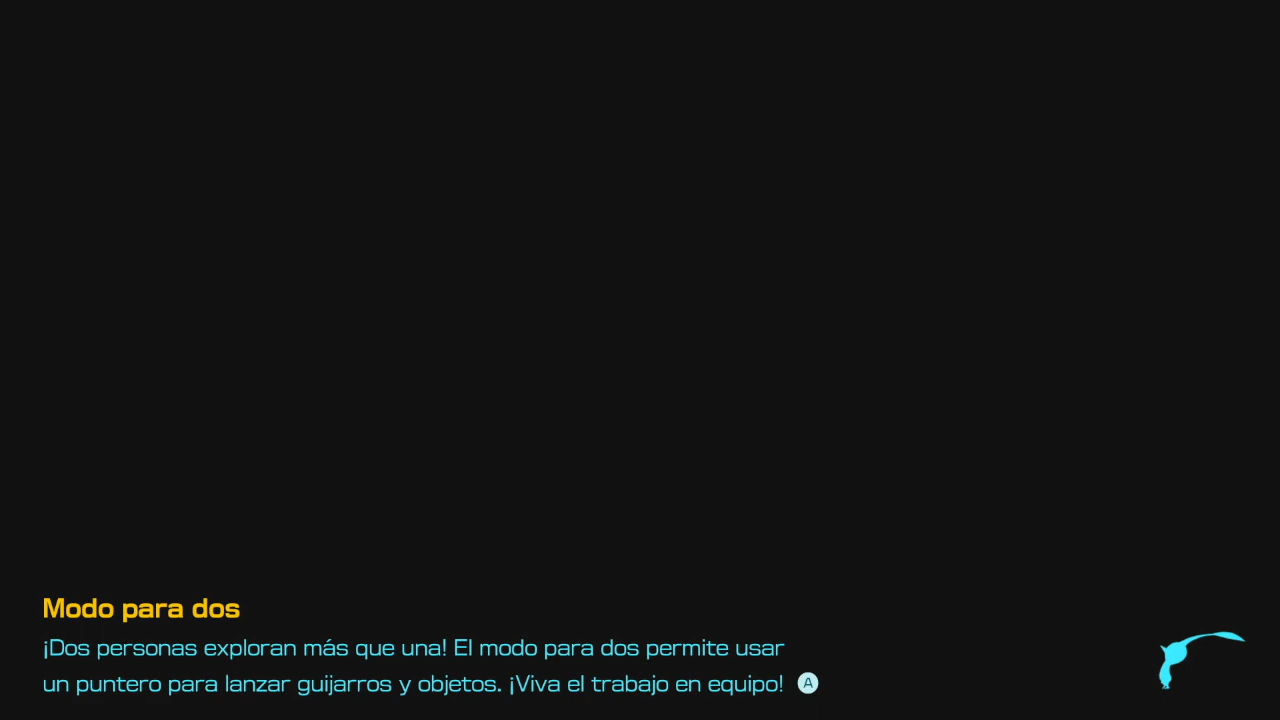 Modo para dos
¡Dos personas exploran más que una! El modo para dos permite usar
un puntero para lanzar guijarros y objetos. ¡Viva el trabajo en equipo! A